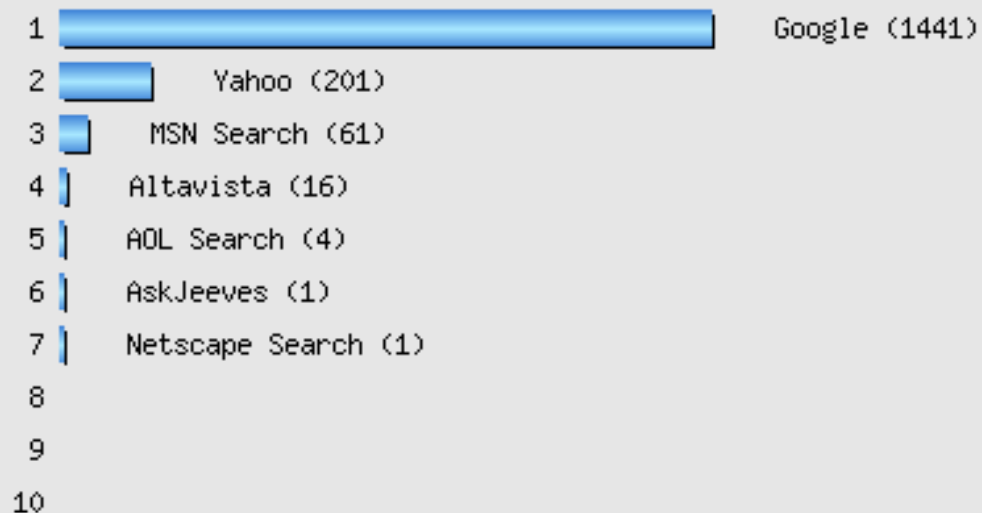 1 Google (1441)
2 Yahoo (201)
3 MSN Search (61)
4 Altavista (16)
5 AOL Search (4)
6 AskJeeves (1)
7 Netscape Search (1)
8
9
10